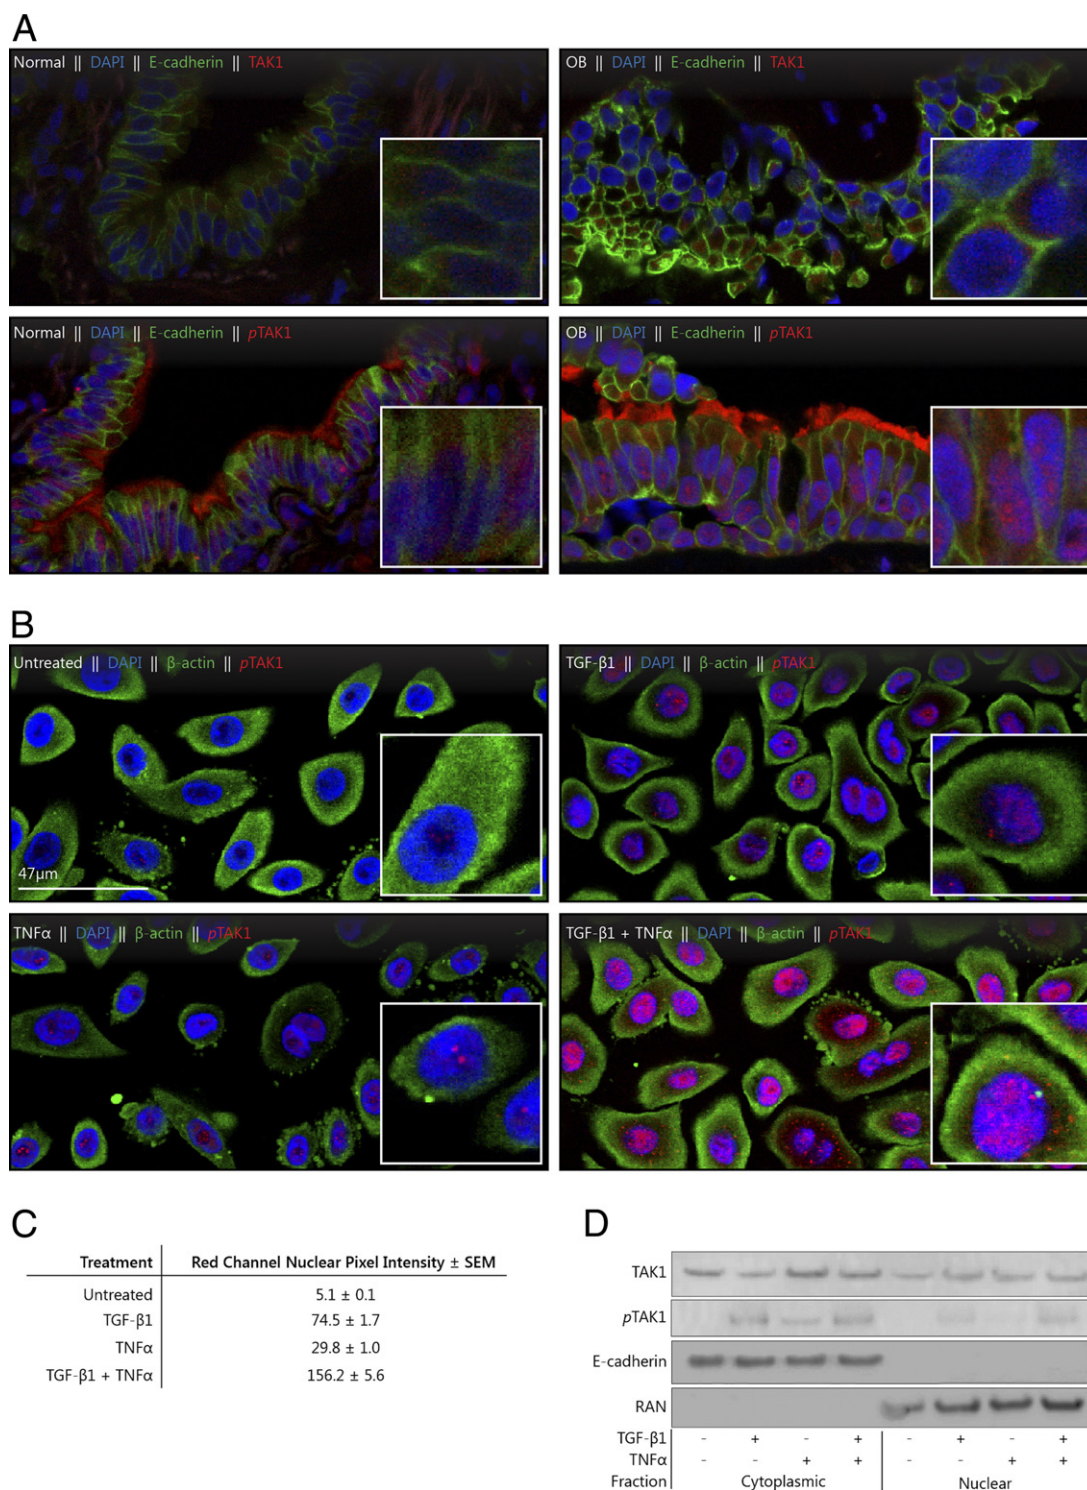 A
Normal || DAPI || E-cadherin || TAK1
OB || DAPI || E-cadherin || TAK1
Normal || DAPI || E-cadherin || pTAK1
OB || DAPI || E-cadherin || pTAK1
B
Untreated || DAPI || β-actin || pTAK1
TGF-β1 || DAPI || β-actin || pTAK1
47µm
TNFα || DAPI || β-actin || pTAK1
TGF-β1 + TNFα || DAPI || β-actin || pTAK1
C
Treatment Red Channel Nuclear Pixel Intensity ± SEM
Untreated 5.1 ± 0.1
TGF-β1 74.5 ± 1.7
TNFα 29.8 ± 1.0
TGF-β1 + TNFα 156.2 ± 5.6
D
TAK1
pTAK1
E-cadherin
RAN
TGF-β1 - + - + - + - +
TNFα - - + + - - + +
Fraction Cytoplasmic Nuclear